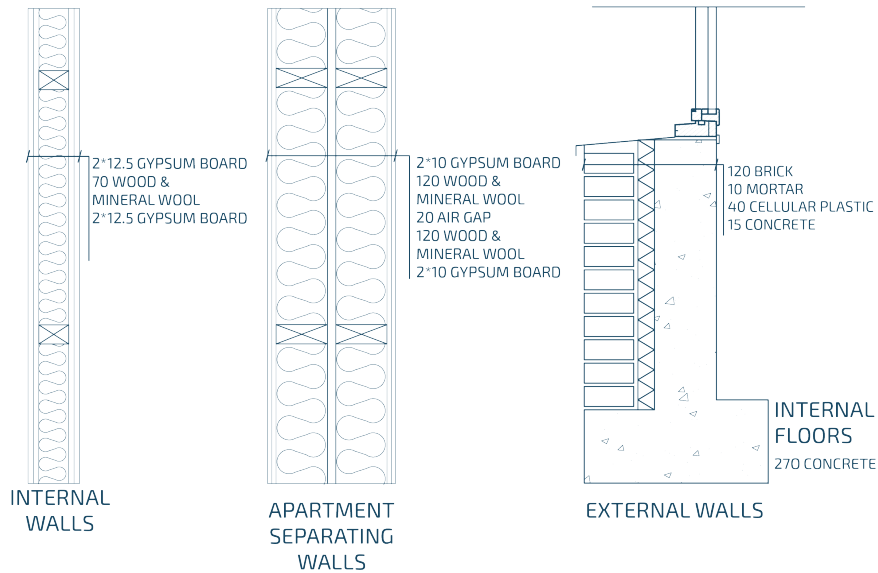 2*12.5 GYPSUM BOARD
70 WOOD &
MINERAL WOOL
2*12.5 GYPSUM BOARD
INTERNAL
WALLS
2*10 GYPSUM BOARD
120 WOOD &
MINERAL WOOL
20 AIR GAP
120 WOOD &
MINERAL WOOL
2*10 GYPSUM BOARD
APARTMENT
SEPARATING
WALLS
120 BRICK
10 MORTAR
40 CELLULAR PLASTIC
15 CONCRETE
INTERNAL
FLOORS
270 CONCRETE
EXTERNAL WALLS